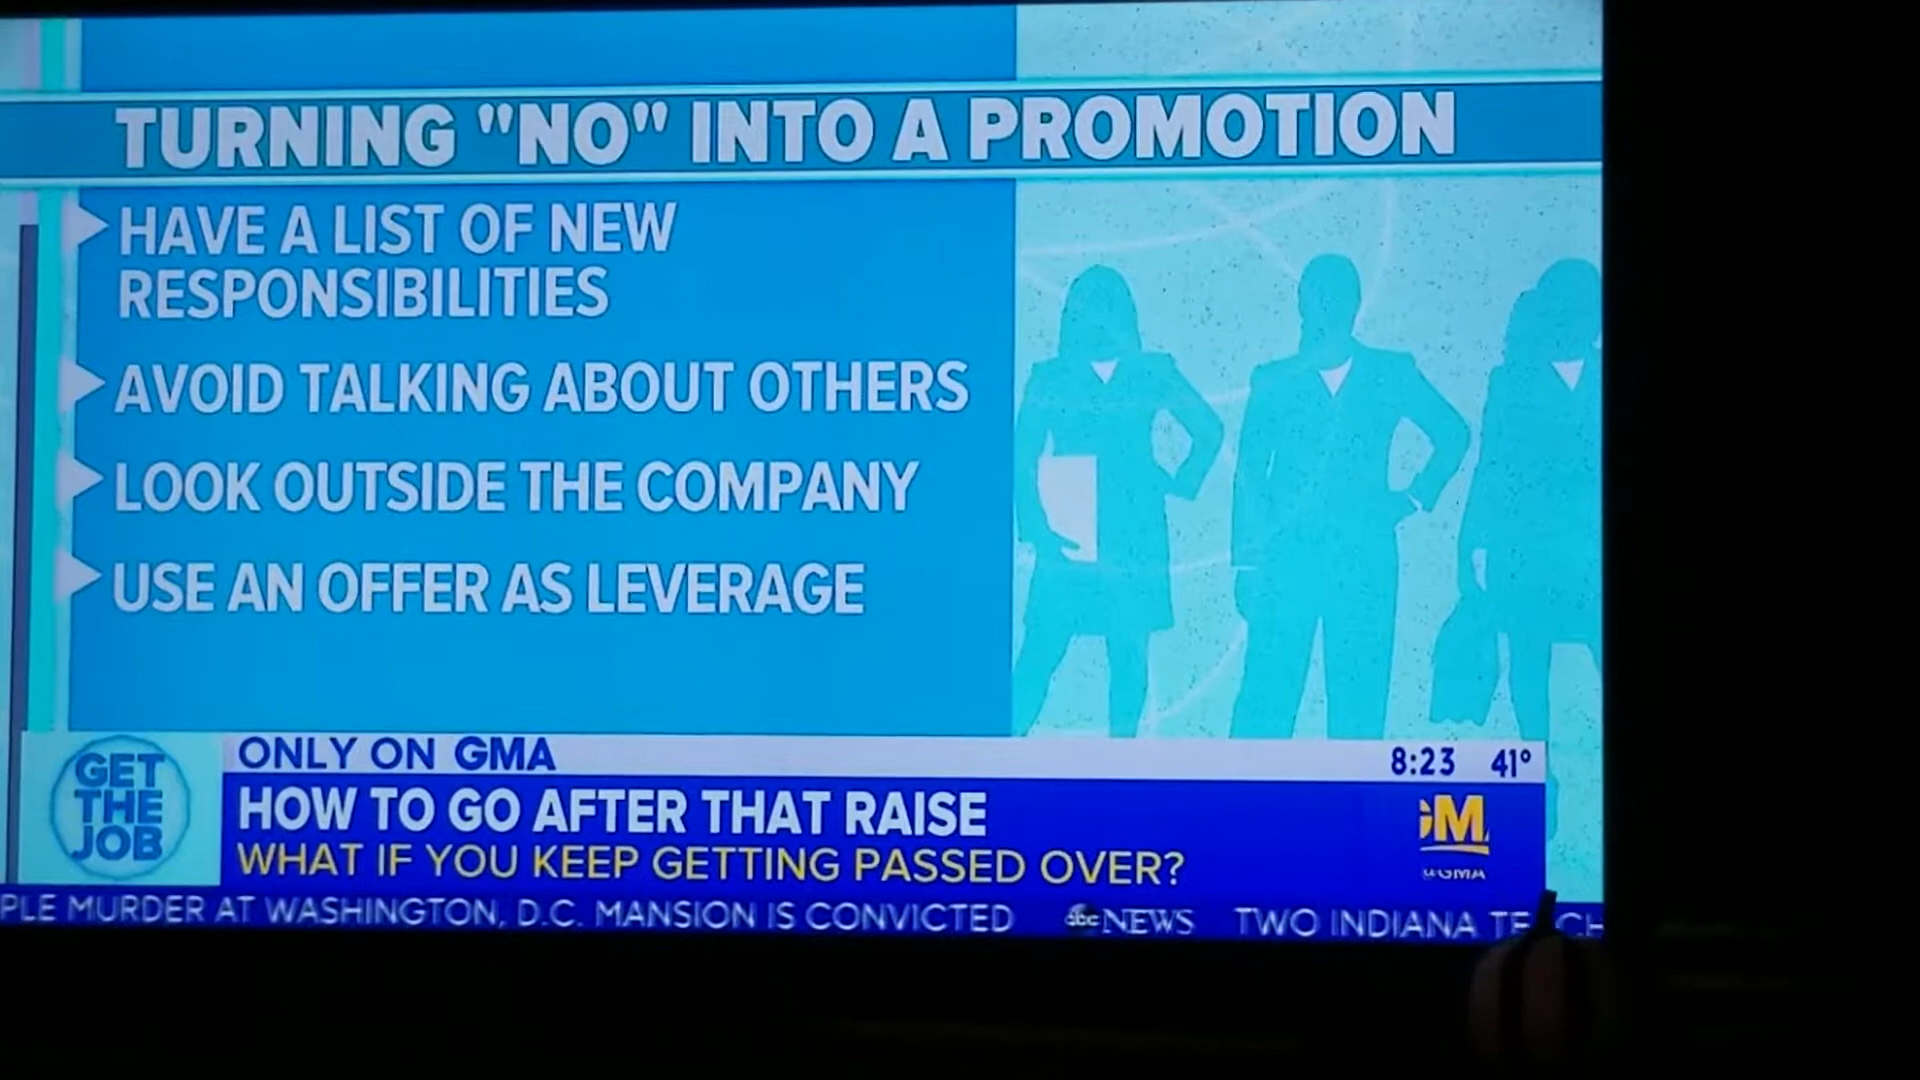 TURNING "NO" INTO A PROMOTION
HAVE A LIST OF NEW
RESPONSIBILITIES
AVOID TALKING ABOUT OTHERS
LOOK OUTSIDE THE COMPANY
USE AN OFFER AS LEVERAGE
GET
THE
JOB
ONLY ON GMA
8:23 41°
HOW TO GO AFTER THAT RAISE
WHAT IF YOU KEEP GETTING PASSED OVER?
GMA
PLE MURDER AT WASHINGTON, D.C. MANSION IS CONVICTED abc NEWS TWO INDIANA